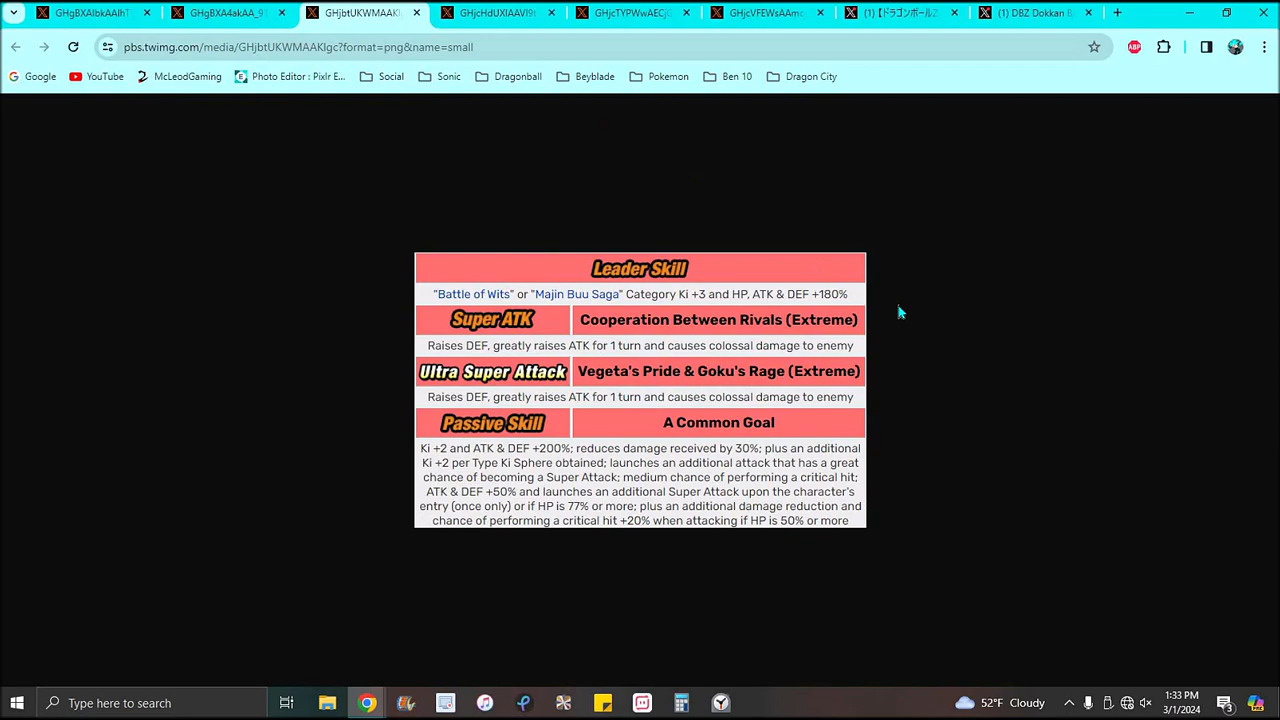 GHgBXAIbkAAlhT
GHgBXA4akAA_9
GHjbtUKWMAAKI
GHjcHdUXIAAVI9
GHjcTYPWwAECj
GHjcVFEWsAAm
(1) 【ドラゴンボールZ
(1) DBZ Dokkan B
pbs.twimg.com/media/GHjbtUKWMAAKIgc?format=png&name=small
ABP
Google
YouTube
McLeodGaming
Photo Editor : Pixlr E...
Social
Sonic
Dragonball
Beyblade
Pokemon
Ben 10
Dragon City
Leader Skill
"Battle of Wits" or "Majin Buu Saga" Category Ki +3 and HP, ATK & DEF +180%
Super ATK Cooperation Between Rivals (Extreme)
Raises DEF, greatly raises ATK for 1 turn and causes colossal damage to enemy
Ultra Super Attack Vegeta's Pride & Goku's Rage (Extreme)
Raises DEF, greatly raises ATK for 1 turn and causes colossal damage to enemy
Passive Skill A Common Goal
Ki +2 and ATK & DEF +200%; reduces damage received by 30%; plus an additional
Ki +2 per Type Ki Sphere obtained; launches an additional attack that has a great
chance of becoming a Super Attack; medium chance of performing a critical hit;
ATK & DEF +50% and launches an additional Super Attack upon the character's
entry (once only) or if HP is 77% or more; plus an additional damage reduction and
chance of performing a critical hit +20% when attacking if HP is 50% or more
Type here to search
52°F Cloudy
1:33 PM
3/1/2024
3